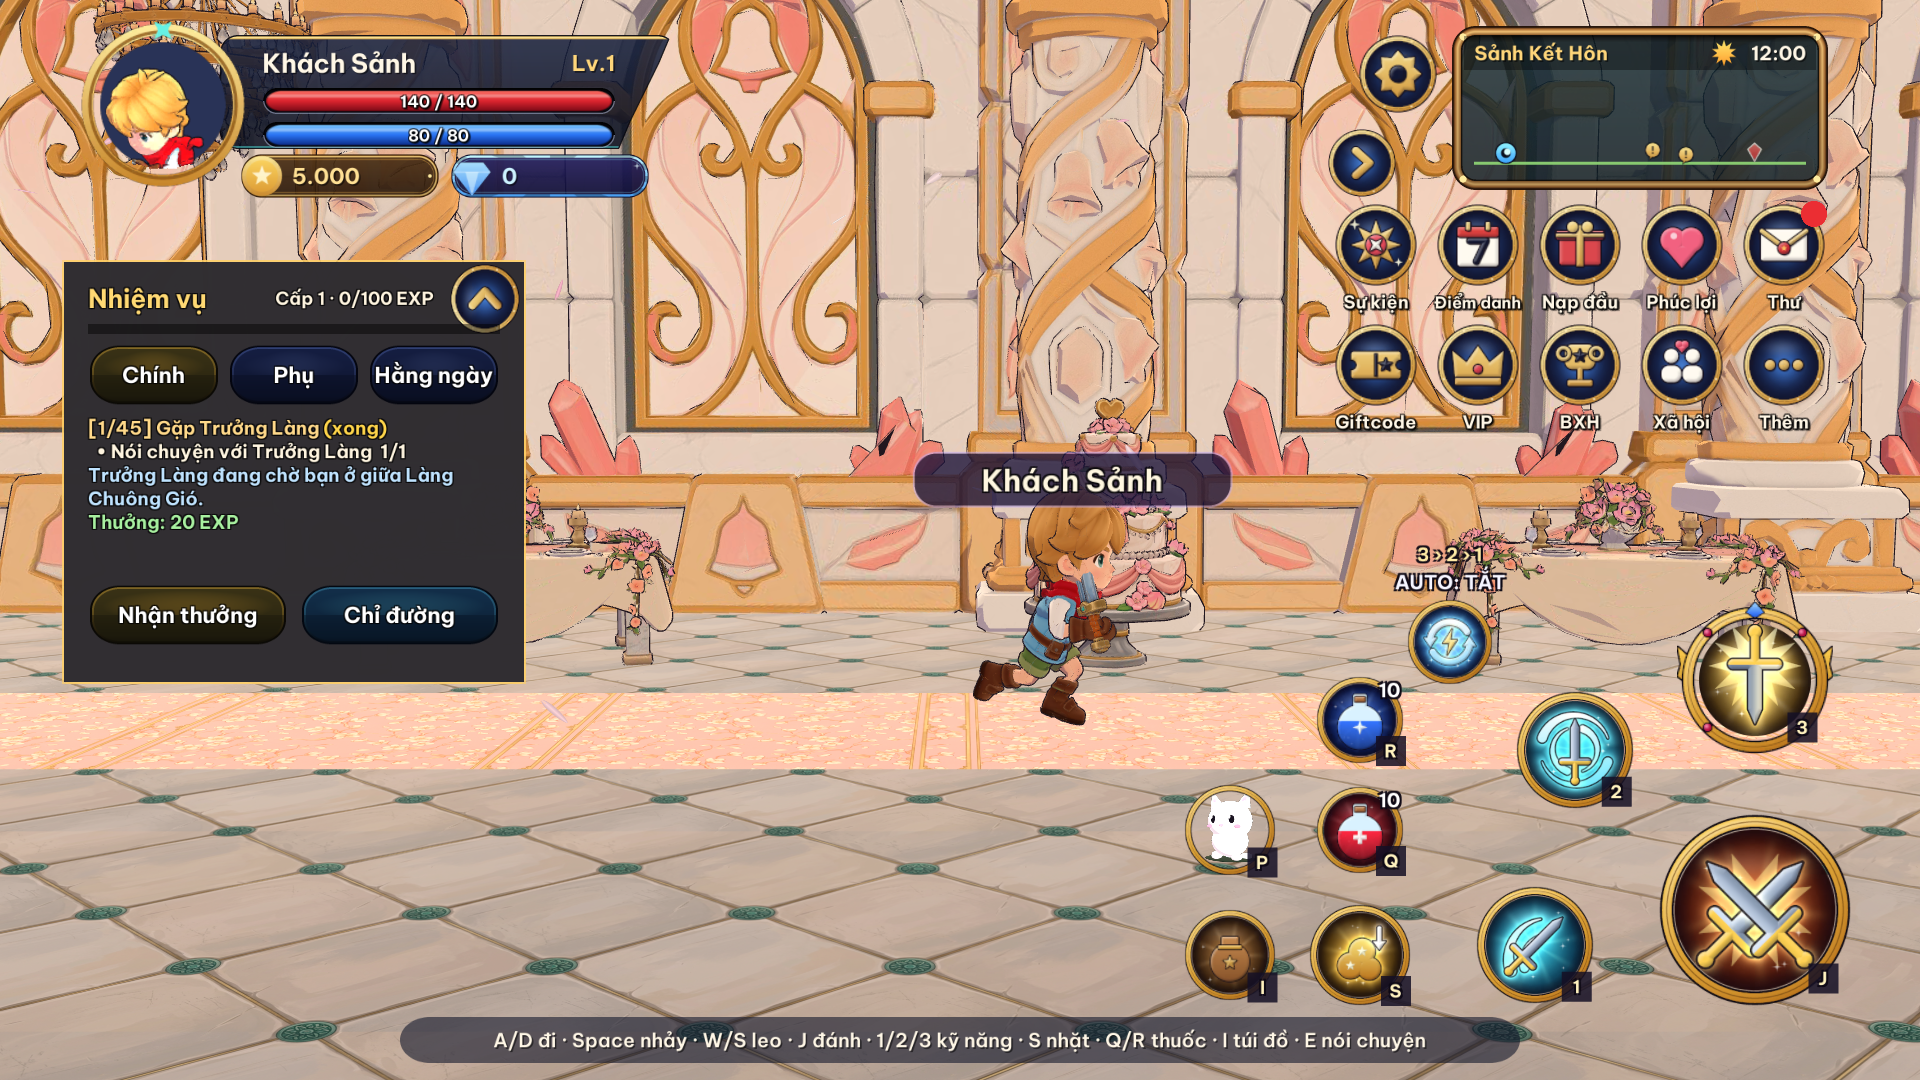 Khách Sảnh
Lv.1
140 / 140
80 / 80
5.000
0
Sảnh Kết Hôn
12:00
7
Sự kiện
Điểm danh
Nạp đầu
Phúc lợi
Thư
Giftcode
VIP
BXH
Xã hội
Thêm
Nhiệm vụ
Cấp 1 · 0/100 EXP
Chính
Phụ
Hằng ngày
[1/45] Gặp Trưởng Làng (xong)
• Nói chuyện với Trưởng Làng 1/1
Trưởng Làng đang chờ bạn ở giữa Làng
Chuông Gió.
Thưởng: 20 EXP
Nhận thưởng
Chỉ đường
Khách Sảnh
3 › 2 › 1
AUTO: TẮT
10
R
3
2
10
P
Q
I
S
1
J
A/D đi · Space nhảy · W/S leo · J đánh · 1/2/3 kỹ năng · S nhặt · Q/R thuốc · I túi đồ · E nói chuyện